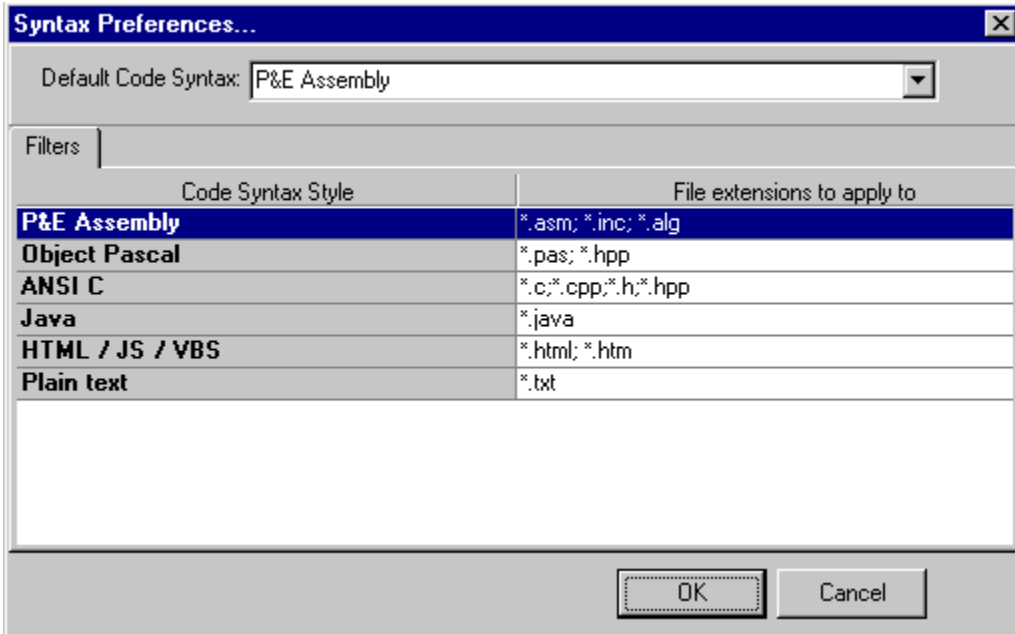 Syntax Preferences...
Default Code Syntax: P&E Assembly
Filters
Code Syntax Style File extensions to apply to
P&E Assembly *.asm; *.inc; *.alg
Object Pascal *.pas; *.hpp
ANSI C *.c;*.cpp;*.h;*.hpp
Java *.java
HTML / JS / VBS *.html; *.htm
Plain text *.txt
OK Cancel